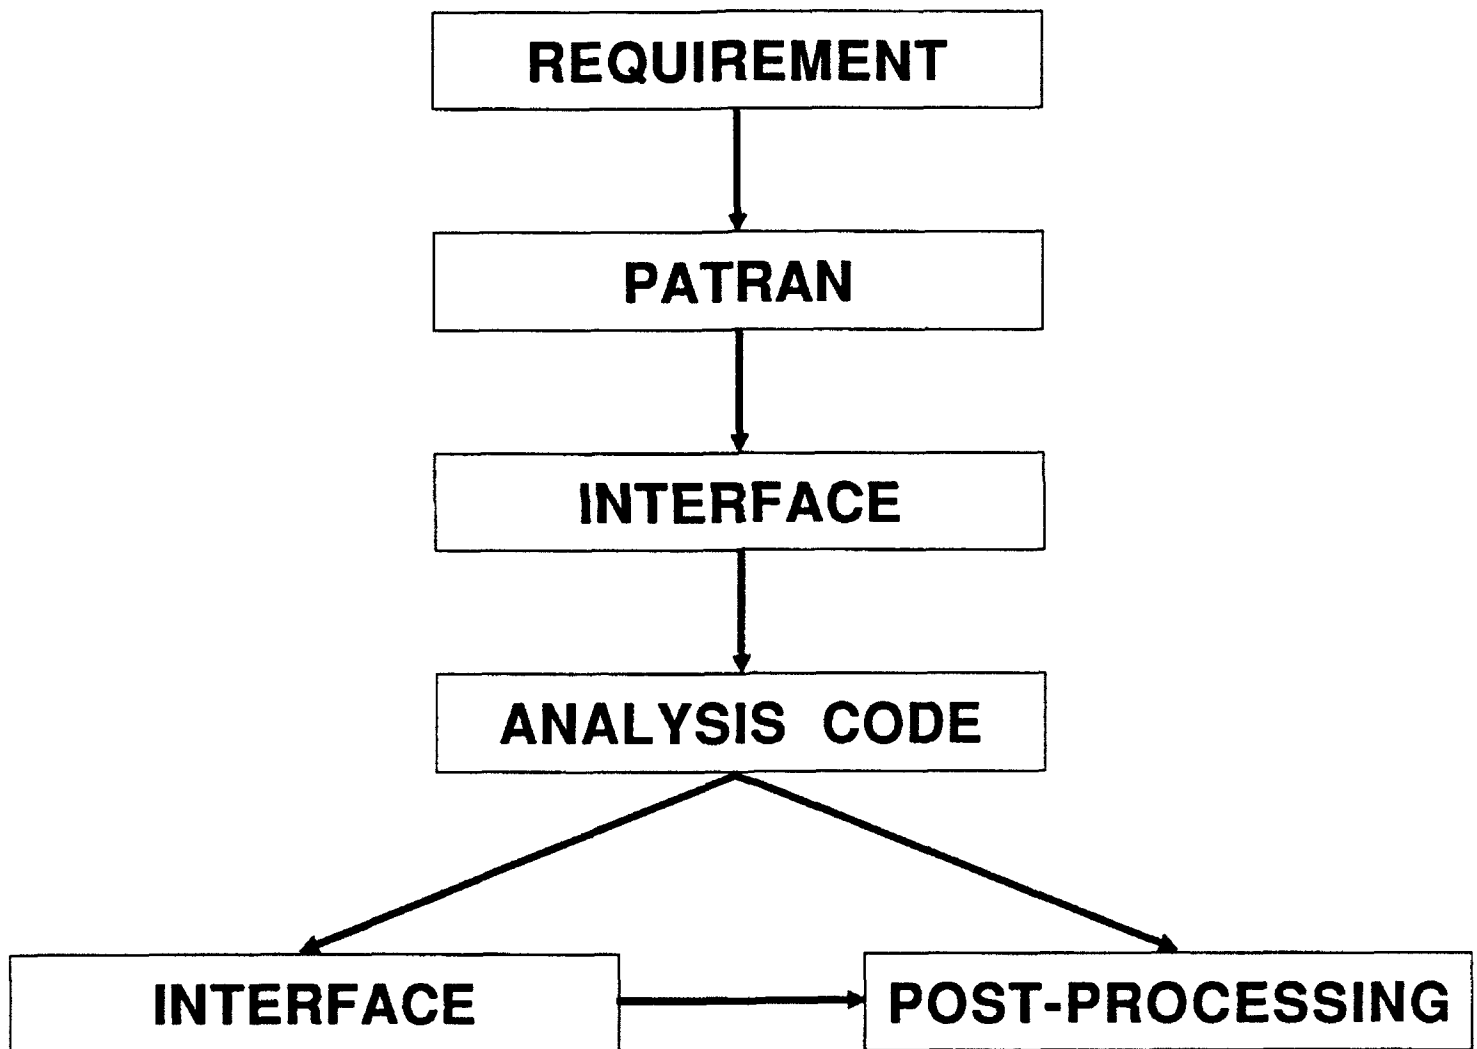 REQUIREMENT
PATRAN
INTERFACE
ANALYSIS CODE
INTERFACE
POST-PROCESSING